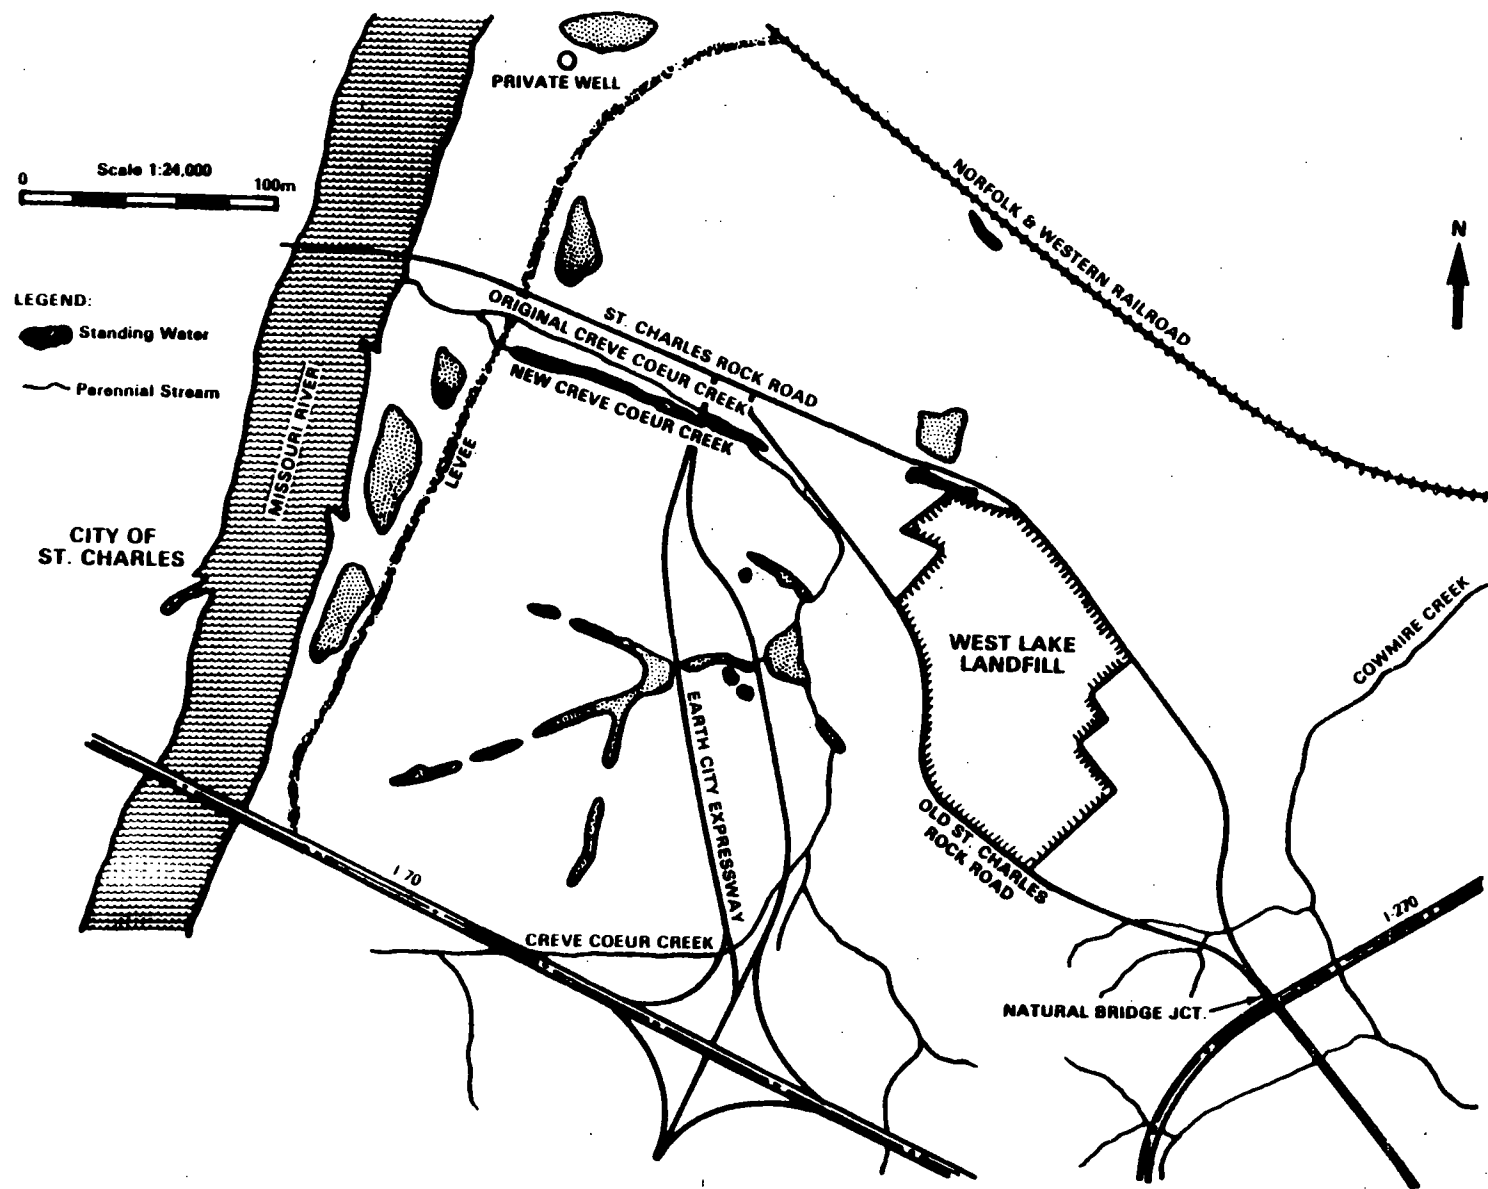 PRIVATE WELL
Scale 1:24,000
0
100m
NORFOLK & WESTERN RAILROAD
N
LEGEND:
Standing Water
Perennial Stream
ORIGINAL CREVE COEUR CREEK
ST. CHARLES ROCK ROAD
NEW CREVE COEUR CREEK
MISSOURI RIVER
LEVEE
CITY OF
ST. CHARLES
WEST LAKE
LANDFILL
COWMIRE CREEK
EARTH CITY EXPRESSWAY
OLD ST. CHARLES
ROCK ROAD
I-70
CREVE COEUR CREEK
I-270
NATURAL BRIDGE JCT.